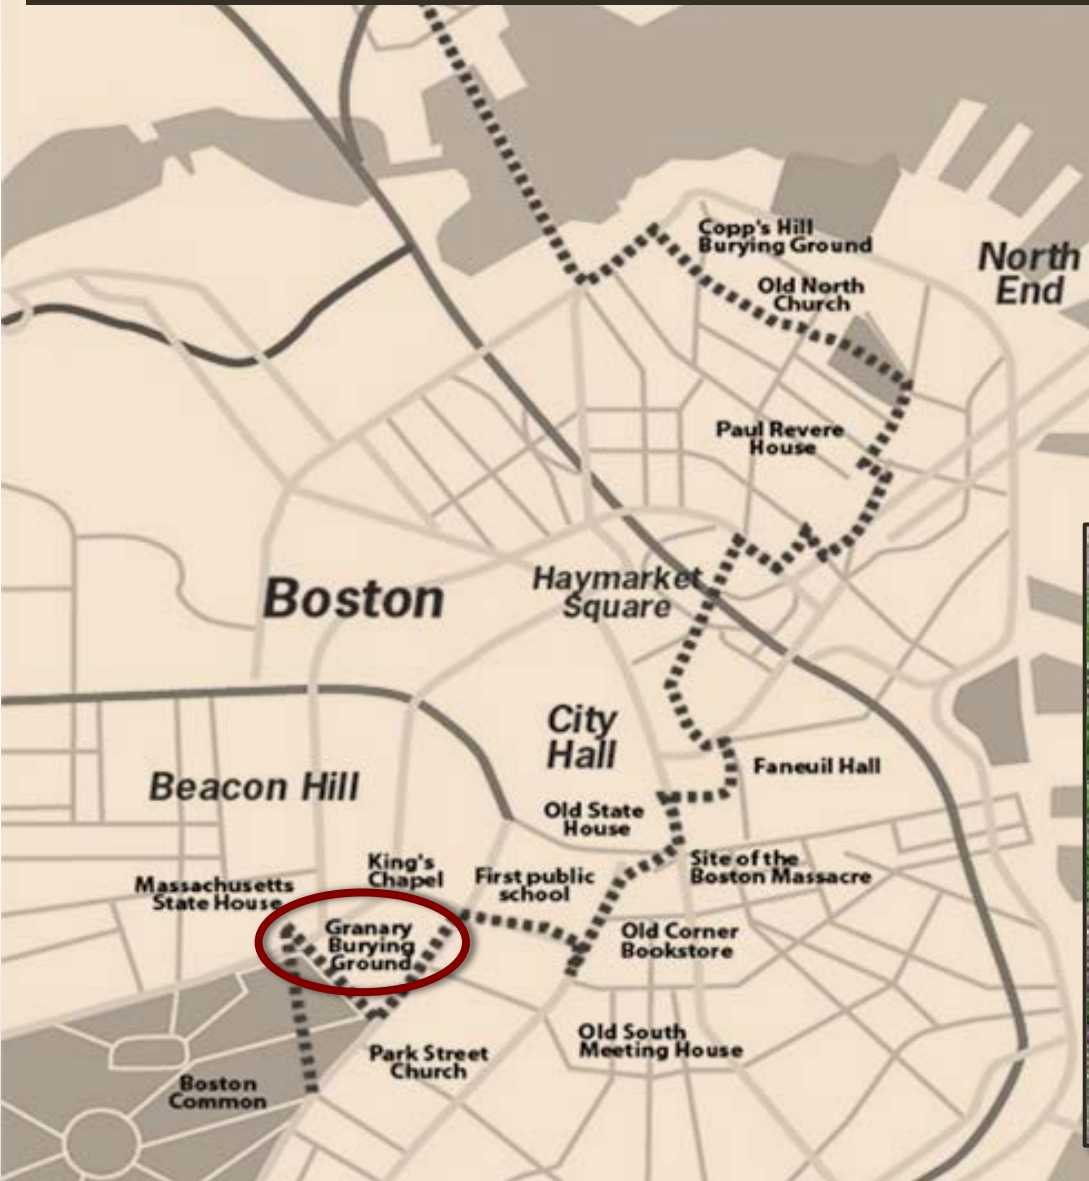 Copp's Hill
Burying Ground
North
End
Old North
Church
Paul Revere
House
Boston
Haymarket
Square
City
Hall
Faneuil Hall
Beacon Hill
Old State
House
King's
Chapel
First public
school
Site of the
Boston Massacre
Massachusetts
State House
Granary
Burying
Ground
Old Corner
Bookstore
Old South
Meeting House
Park Street
Church
Boston
Common